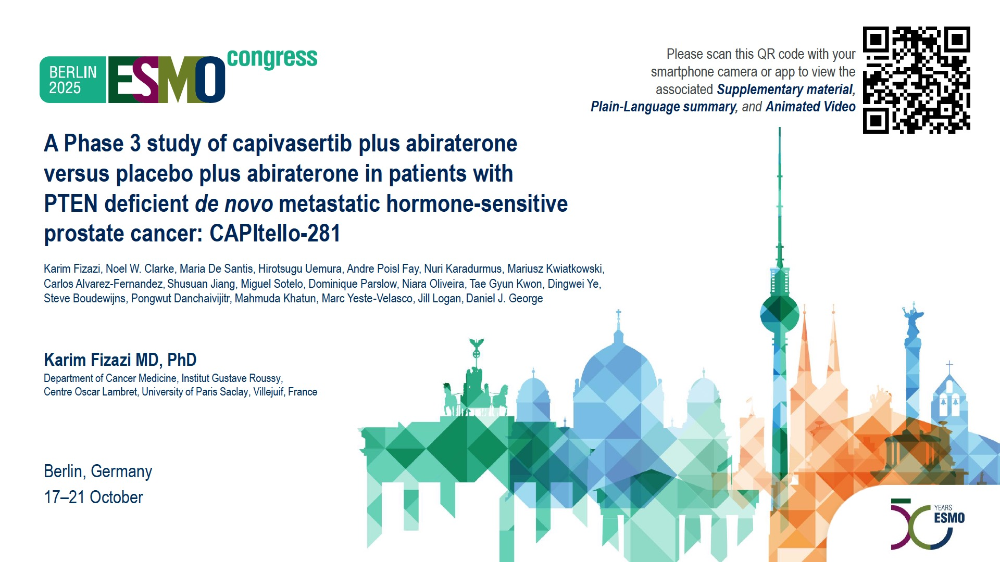 BERLIN
2025
ESMO
congress
Please scan this QR code with your
smartphone camera or app to view the
associated Supplementary material,
Plain-Language summary, and Animated Video
A Phase 3 study of capivasertib plus abiraterone
versus placebo plus abiraterone in patients with
PTEN deficient de novo metastatic hormone-sensitive
prostate cancer: CAPItello-281
Karim Fizazi, Noel W. Clarke, Maria De Santis, Hirotsugu Uemura, Andre Poisl Fay, Nuri Karadurmus, Mariusz Kwiatkowski,
Carlos Alvarez-Fernandez, Shusuan Jiang, Miguel Sotelo, Dominique Parslow, Niara Oliveira, Tae Gyun Kwon, Dingwei Ye,
Steve Boudewijns, Pongwut Danchaivijitr, Mahmuda Khatun, Marc Yeste-Velasco, Jill Logan, Daniel J. George
Karim Fizazi MD, PhD
Department of Cancer Medicine, Institut Gustave Roussy,
Centre Oscar Lambret, University of Paris Saclay, Villejuif, France
Berlin, Germany
17–21 October
50 YEARS
ESMO